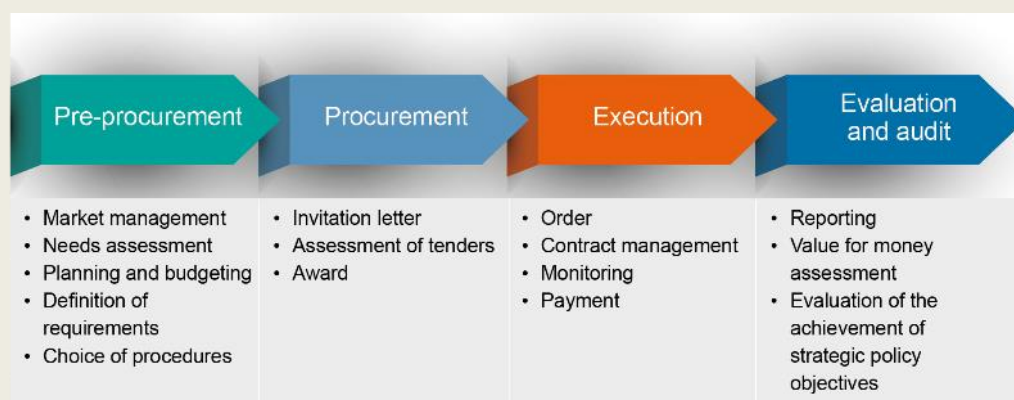 Pre-procurement
Procurement
Execution
Evaluation
and audit
• Market management
• Needs assessment
• Planning and budgeting
• Definition of
requirements
• Choice of procedures
• Invitation letter
• Assessment of tenders
• Award
• Order
• Contract management
• Monitoring
• Payment
• Reporting
• Value for money
assessment
• Evaluation of the
achievement of
strategic policy
objectives